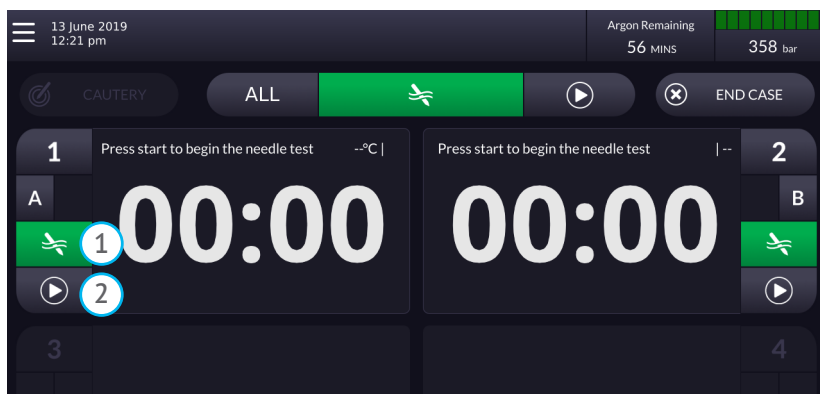 13 June 2019
12:21 pm
Argon Remaining
56 MINS
358 bar
CAUTERY
ALL
END CASE
1
Press start to begin the needle test --°C |
00:00
A
1
2
Press start to begin the needle test | --
2
00:00
B
3
4